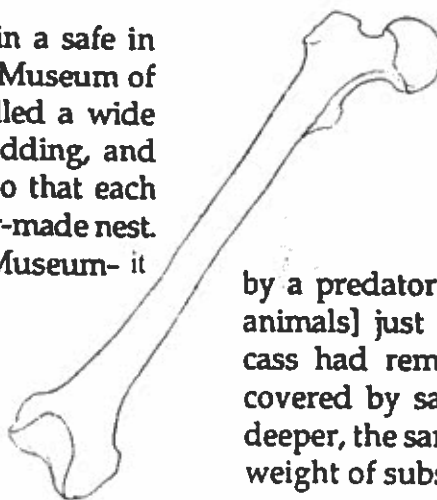 in a safe in
Museum of
lled a wide
dding, and
o that each
r-made nest.
Museum- it
by a predator
animals] just
cass had rem
covered by sa
deeper, the sar
weight of subs